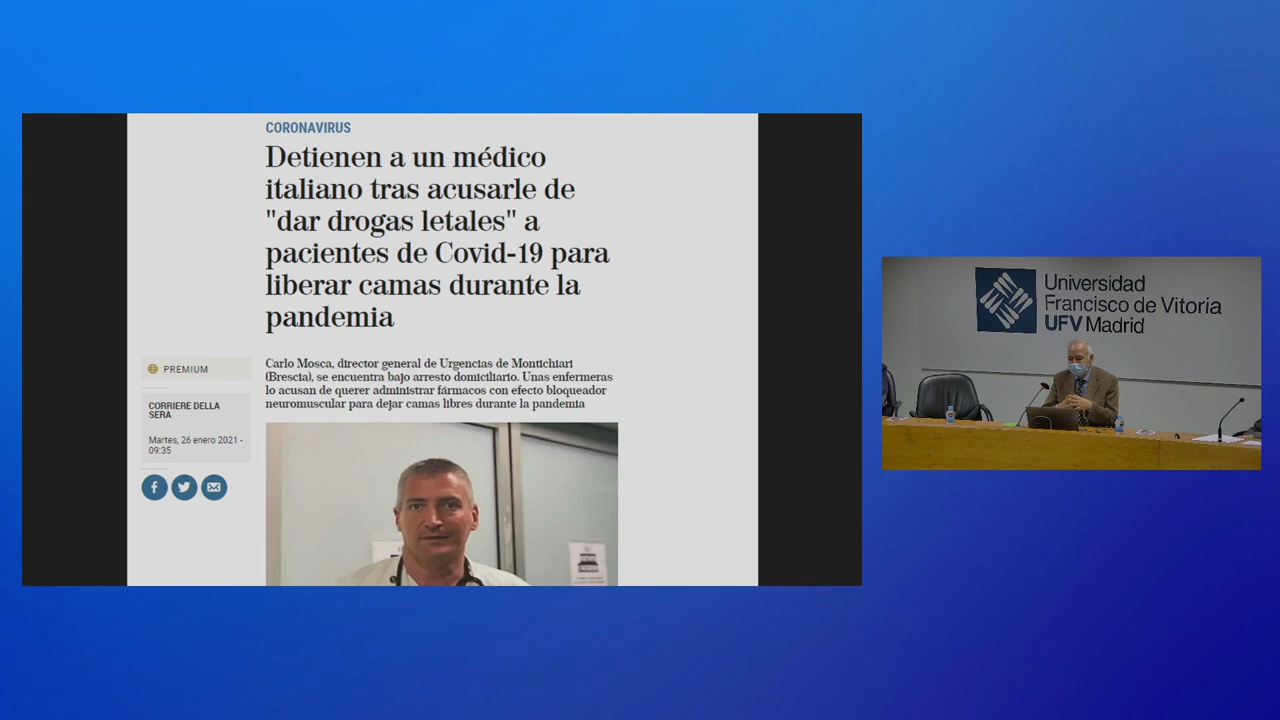 CORONAVIRUS
Detienen a un médico
italiano tras acusarle de
"dar drogas letales" a
pacientes de Covid-19 para
liberar camas durante la
pandemia
Carlo Mosca, director general de Urgencias de Montichiari
(Brescia), se encuentra bajo arresto domiciliario. Unas enfermeras
lo acusan de querer administrar fármacos con efecto bloqueador
neuromuscular para dejar camas libres durante la pandemia
PREMIUM
CORRIERE DELLA
SERA
Martes, 26 enero 2021 -
09:35
Universidad
Francisco de Vitoria
UFV Madrid